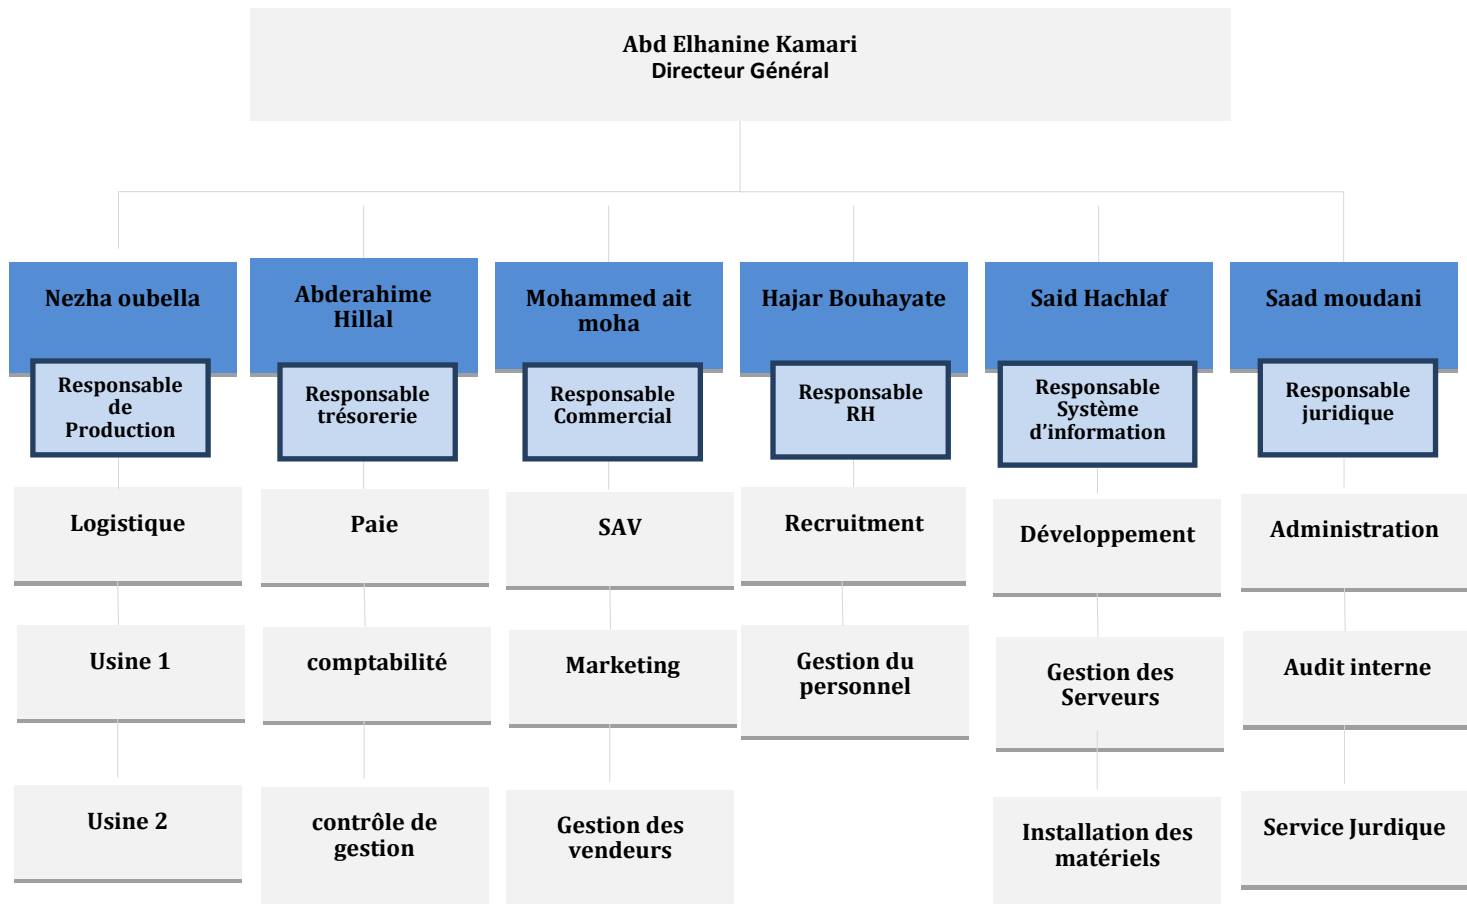 Abd Elhanine Kamari
Directeur Général
Nezha oubella
Responsable
de
Production
Logistique
Usine 1
Usine 2
Abderahime
Hillal
Responsable
trésorerie
Paie
comptabilité
contrôle de
gestion
Mohammed ait
moha
Responsable
Commercial
SAV
Marketing
Gestion des
vendeurs
Hajar Bouhayate
Responsable
RH
Recruitment
Gestion du
personnel
Said Hachlaf
Responsable
Système
d’information
Développement
Gestion des
Serveurs
Installation des
matériels
Saad moudani
Responsable
juridique
Administration
Audit interne
Service Jurdique